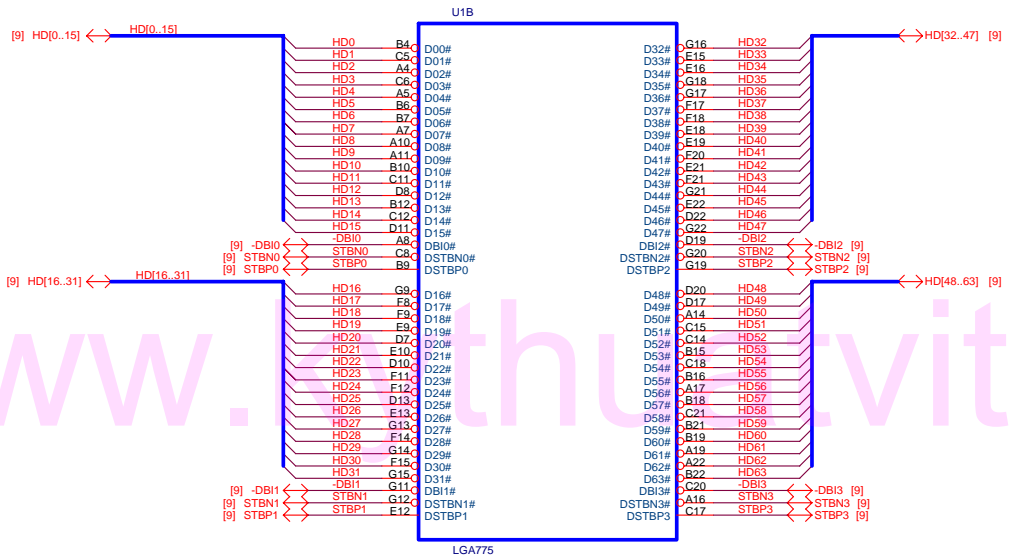 U1B
[9] HD[0..15] HD[0..15] HD[32..47] [9]
HD0 B4 D00# D32# G16 HD32
HD1 C5 D01# D33# E15 HD33
HD2 A4 D02# D34# E16 HD34
HD3 C6 D03# D35# G18 HD35
HD4 A5 D04# D36# G17 HD36
HD5 B6 D05# D37# F17 HD37
HD6 B7 D06# D38# F18 HD38
HD7 A7 D07# D39# E18 HD39
HD8 A10 D08# D40# E19 HD40
HD9 A11 D09# D41# F20 HD41
HD10 B10 D10# D42# E21 HD42
HD11 C11 D11# D43# F21 HD43
HD12 D8 D12# D44# G21 HD44
HD13 B12 D13# D45# E22 HD45
HD14 C12 D14# D46# D22 HD46
HD15 D11 D15# D47# G22 HD47
[9] -DBI0 -DBI0 A8 DBI0# DBI2# D19 -DBI2 -DBI2 [9]
[9] STBN0 STBN0 C8 DSTBN0# DSTBN2# G20 STBN2 STBN2 [9]
[9] STBP0 STBP0 B9 DSTBP0 DSTBP2 G19 STBP2 STBP2 [9]
[9] HD[16..31] HD[16..31] HD[48..63] [9]
HD16 G9 D16# D48# D20 HD48
HD17 F8 D17# D49# D17 HD49
HD18 F9 D18# D50# A14 HD50
HD19 E9 D19# D51# C15 HD51
HD20 D7 D20# D52# C14 HD52
HD21 E10 D21# D53# B15 HD53
HD22 D10 D22# D54# C18 HD54
HD23 F11 D23# D55# B16 HD55
HD24 F12 D24# D56# A17 HD56
HD25 D13 D25# D57# B18 HD57
HD26 E13 D26# D58# C21 HD58
HD27 G13 D27# D59# B21 HD59
HD28 F14 D28# D60# B19 HD60
HD29 G14 D29# D61# A19 HD61
HD30 F15 D30# D62# A22 HD62
HD31 G15 D31# D63# B22 HD63
[9] -DBI1 -DBI1 G11 DBI1# DBI3# C20 -DBI3 -DBI3 [9]
[9] STBN1 STBN1 G12 DSTBN1# DSTBN3# A16 STBN3 STBN3 [9]
[9] STBP1 STBP1 E12 DSTBP1 DSTBP3 C17 STBP3 STBP3 [9]
LGA775
ww.kythuatvit